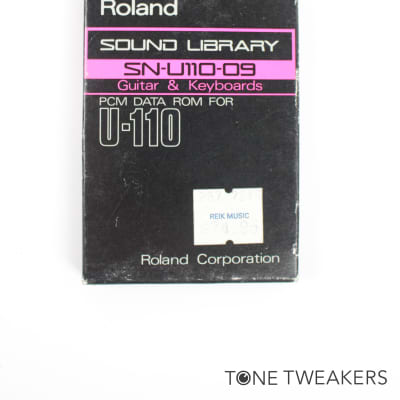 Roland
SOUND LIBRARY
SN-U110-09
Guitar & Keyboards
PCM DATA ROM FOR
U-110
REIK MUSIC
Roland Corporation
TONE TWEAKERS